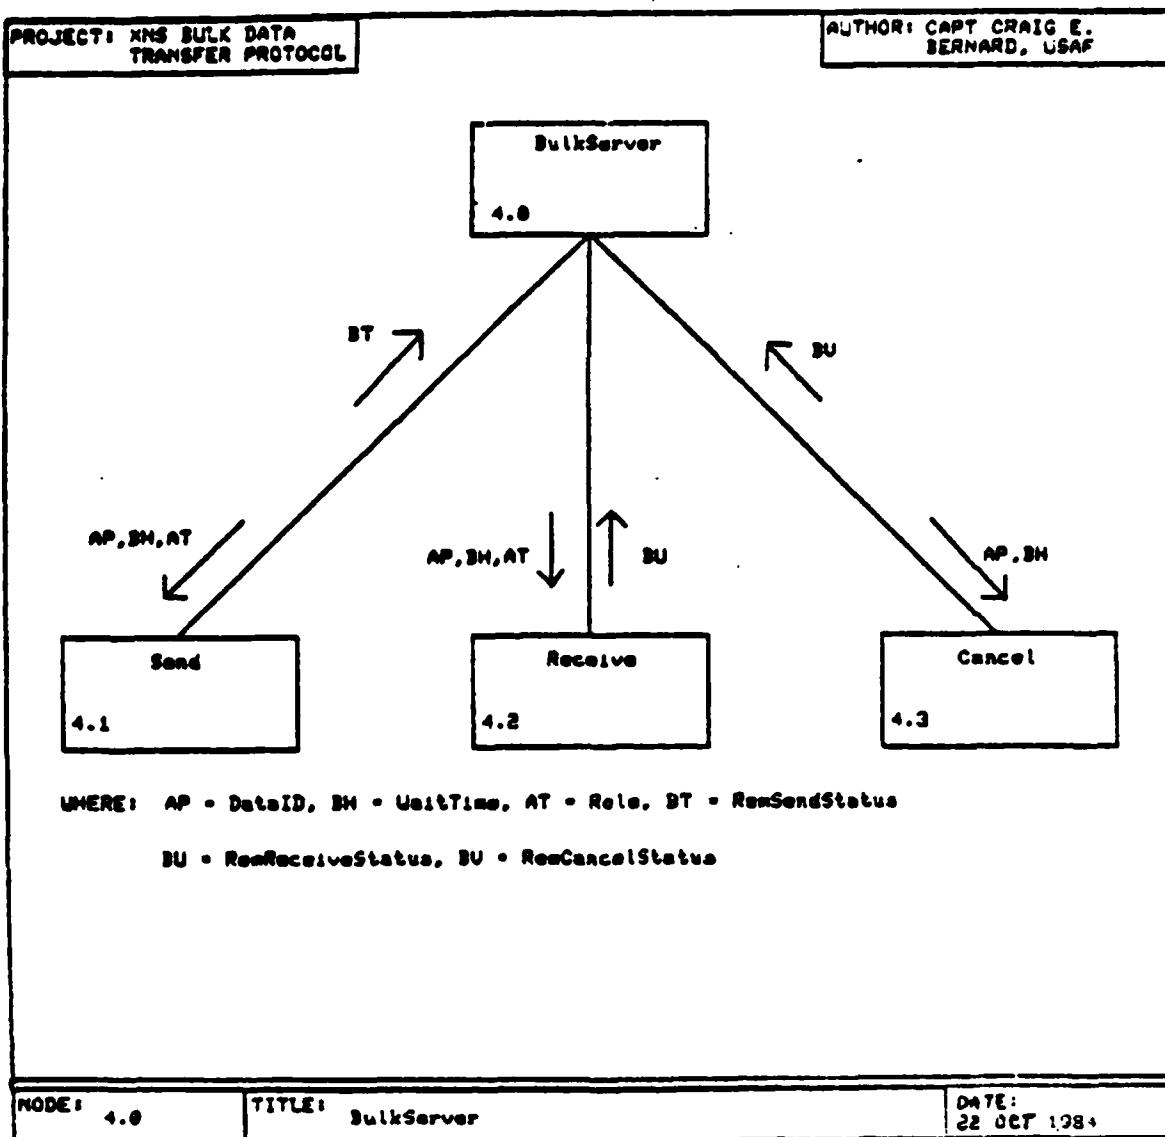 PROJECT: XNS BULK DATA
TRANSFER PROTOCOL
AUTHOR: CAPT CRAIG E.
BERNARD, USAF
BulkServer
4.0
BT
BV
AP,BH,AT
AP,BH,AT
BU
AP,BH
Send
4.1
Receive
4.2
Cancel
4.3
WHERE: AP = DataID, BH = WaitTime, AT = Role, BT = RemSendStatus
BU = RemReceiveStatus, BV = RemCancelStatus
NODE: 4.0
TITLE: BulkServer
DATE:
22 OCT 1984